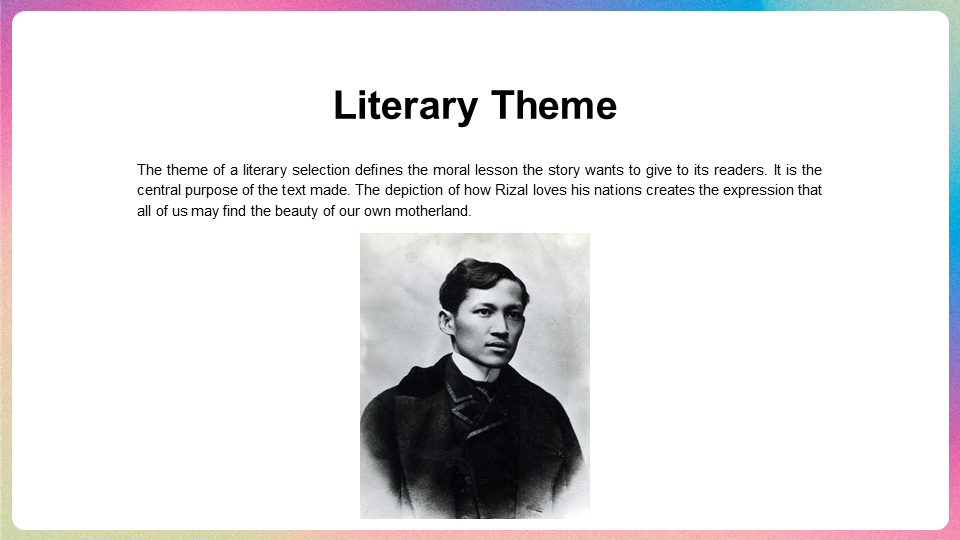 Literary Theme
The theme of a literary selection defines the moral lesson the story wants to give to its readers. It is the
central purpose of the text made. The depiction of how Rizal loves his nations creates the expression that
all of us may find the beauty of our own motherland.